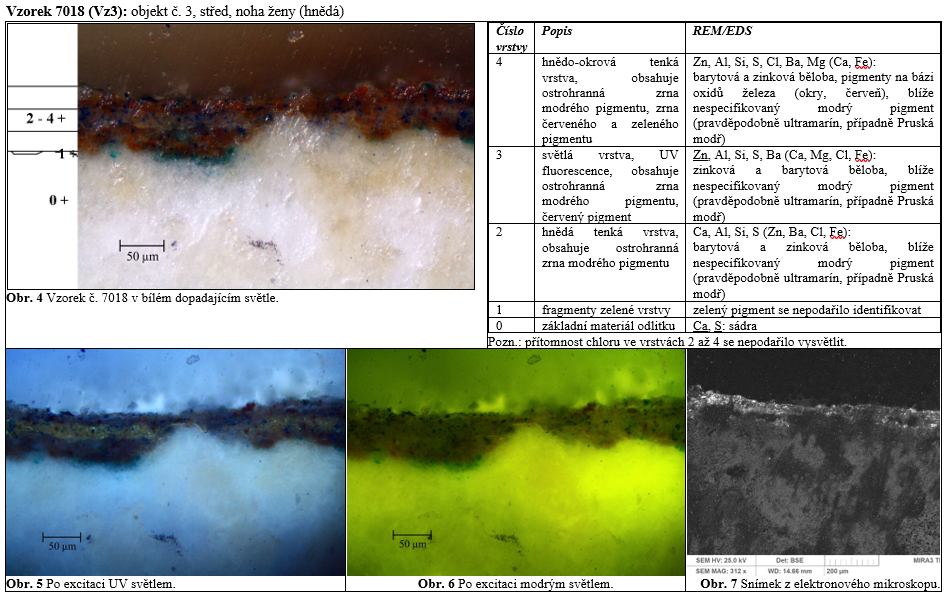 Vzorek 7018 (Vz3): objekt č. 3, střed, noha ženy (hnědá)
2 - 4 +
1 +
0 +
50 µm
Obr. 4 Vzorek č. 7018 v bílém dopadajícím světle.
Číslo vrstvy Popis REM/EDS
4 hnědo-okrová tenká vrstva, obsahuje ostrohranná zrna modrého pigmentu, zrna červeného a zeleného pigmentu
Zn, Al, Si, S, Cl, Ba, Mg (Ca, Fe):
barytová a zinková běloba, pigmenty na bázi
oxidů železa (okry, červeň), blíže
nespecifikovaný modrý pigment
(pravděpodobně ultramarín, případně Pruská
modř)
3 světlá vrstva, UV fluorescence, obsahuje ostrohranná zrna modrého pigmentu, červený pigment
Zn, Al, Si, S, Ba (Ca, Mg, Cl, Fe):
zinková a barytová běloba, blíže
nespecifikovaný modrý pigment
(pravděpodobně ultramarín, případně Pruská
modř)
2 hnědá tenká vrstva, obsahuje ostrohranná zrna modrého pigmentu
Ca, Al, Si, S (Zn, Ba, Cl, Fe):
barytová a zinková běloba, blíže
nespecifikovaný modrý pigment
(pravděpodobně ultramarín, případně Pruská
modř)
1 fragmenty zelené vrstvy zelený pigment se nepodařilo identifikovat
0 základní materiál odlitku Ca, S: sádra
Pozn.: přítomnost chloru ve vrstvách 2 až 4 se nepodařilo vysvětlit.
50 µm
50 µm
SEM HV: 25.0 kV Det: BSE MIRA3 T
SEM MAG: 312 x WD: 14.66 mm 200 µm
Obr. 5 Po excitaci UV světlem.
Obr. 6 Po excitaci modrým světlem.
Obr. 7 Snímek z elektronového mikroskopu.